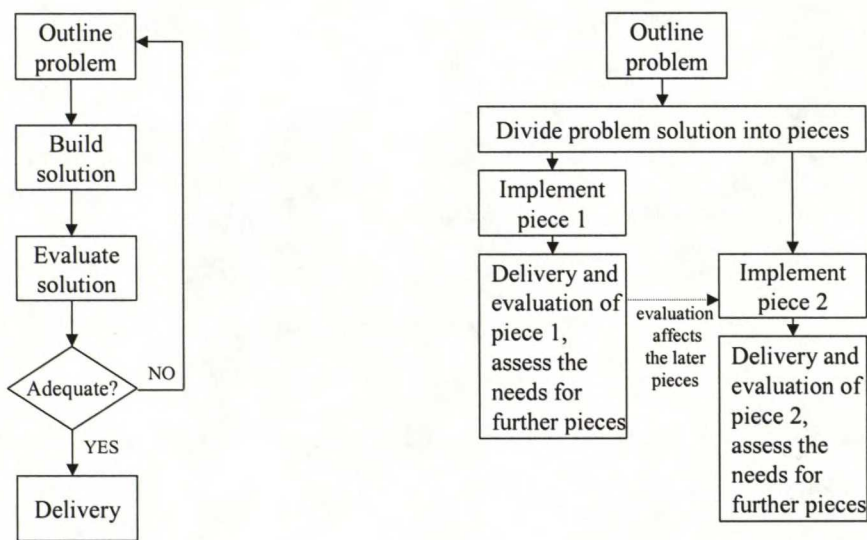 Outline
problem
Build
solution
Evaluate
solution
Adequate?
NO
YES
Delivery
Outline
problem
Divide problem solution into pieces
Implement
piece 1
Delivery and
evaluation of
piece 1,
assess the
needs for
further pieces
evaluation
affects
the later
pieces
Implement
piece 2
Delivery and
evaluation of
piece 2,
assess the
needs for
further pieces